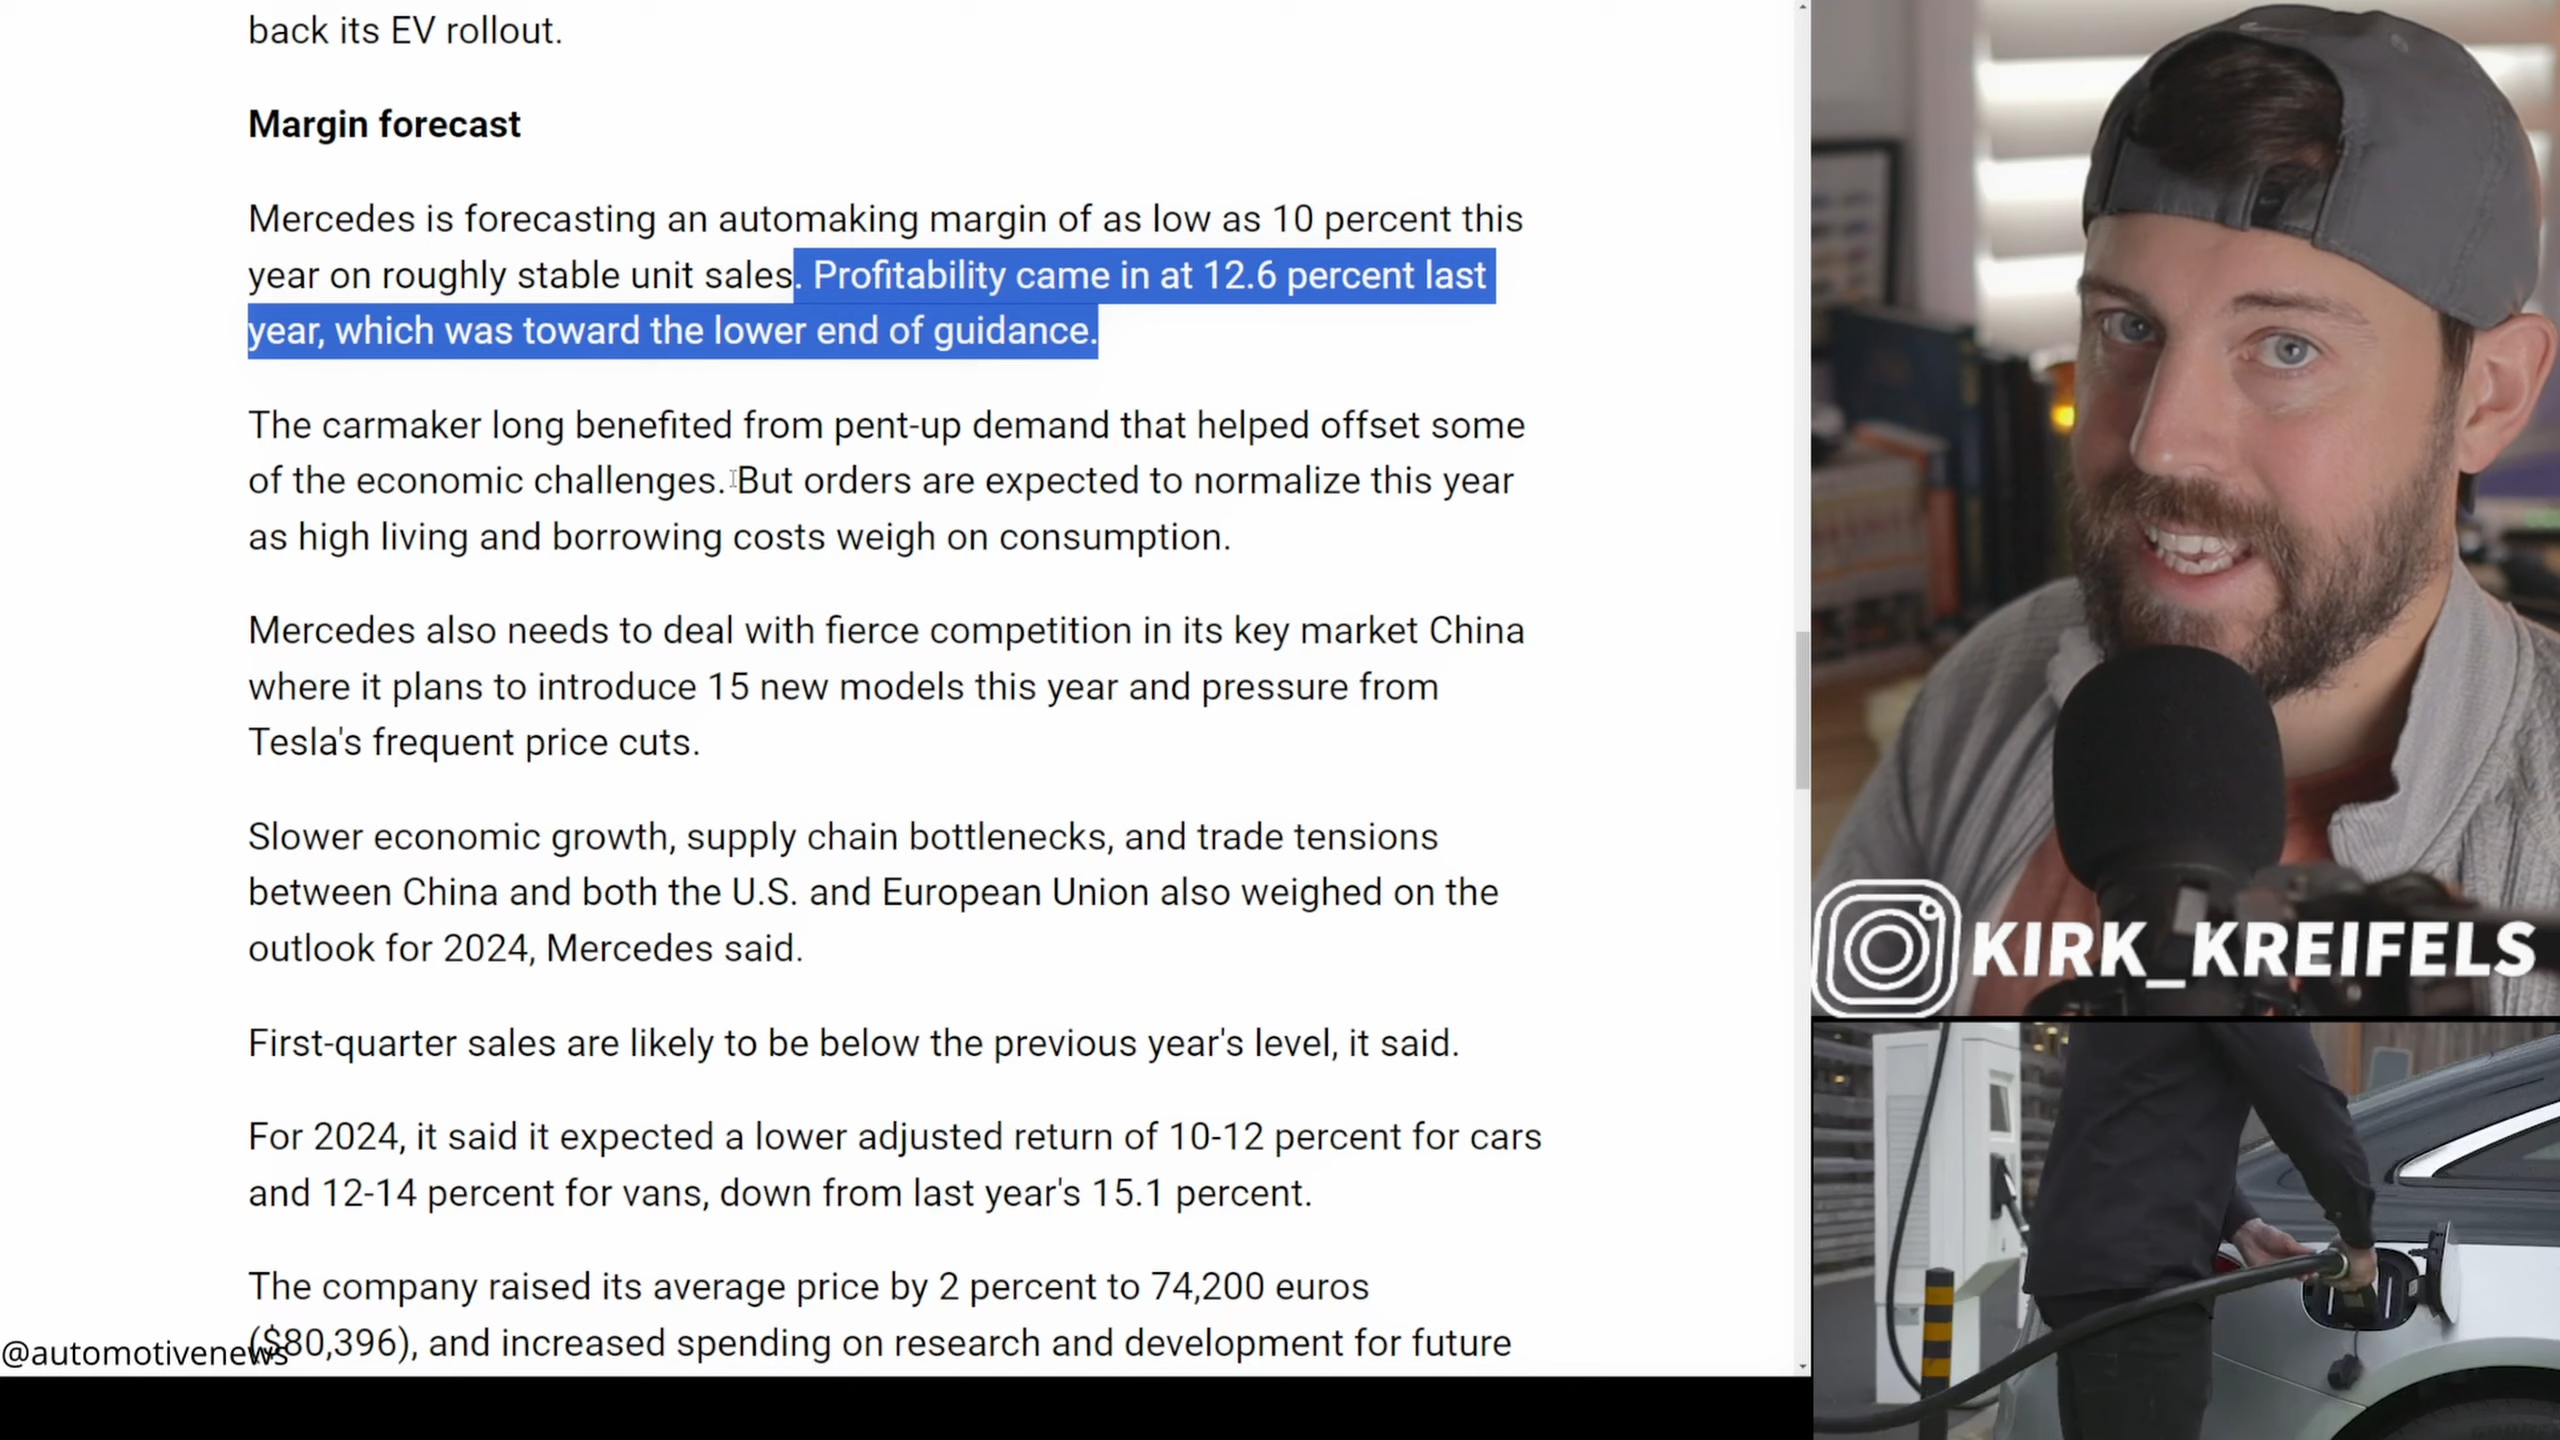 back its EV rollout.
Margin forecast
Mercedes is forecasting an automaking margin of as low as 10 percent this
year on roughly stable unit sales. Profitability came in at 12.6 percent last
year, which was toward the lower end of guidance.
The carmaker long benefited from pent-up demand that helped offset some
of the economic challenges. But orders are expected to normalize this year
as high living and borrowing costs weigh on consumption.
Mercedes also needs to deal with fierce competition in its key market China
where it plans to introduce 15 new models this year and pressure from
Tesla's frequent price cuts.
Slower economic growth, supply chain bottlenecks, and trade tensions
between China and both the U.S. and European Union also weighed on the
outlook for 2024, Mercedes said.
First-quarter sales are likely to be below the previous year's level, it said.
For 2024, it said it expected a lower adjusted return of 10-12 percent for cars
and 12-14 percent for vans, down from last year's 15.1 percent.
The company raised its average price by 2 percent to 74,200 euros
($80,396), and increased spending on research and development for future
@automotivenews
KIRK_KREIFELS